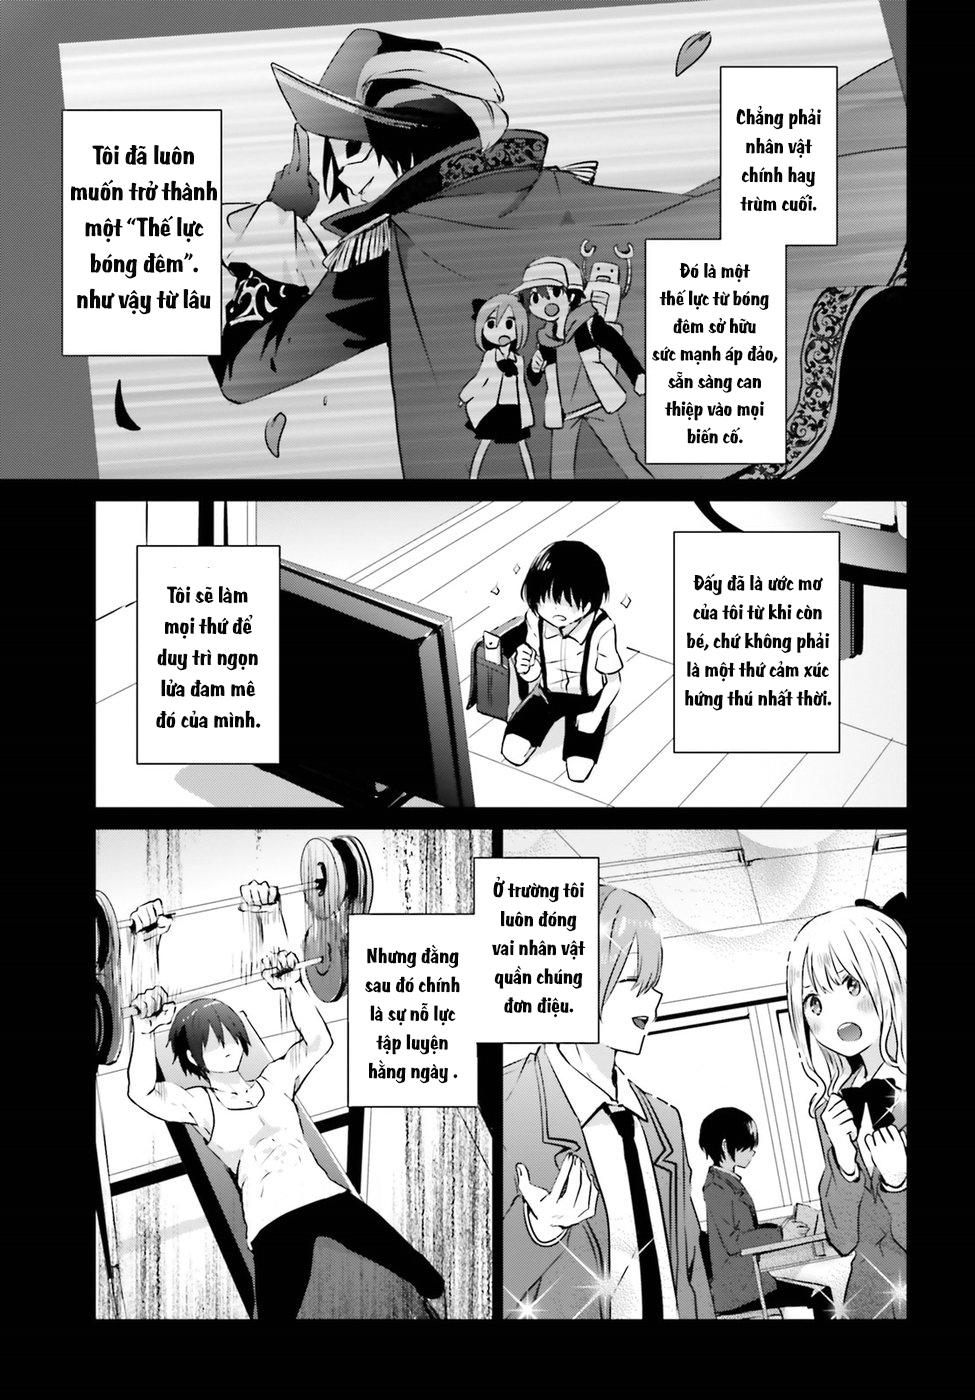 Chẳng phải
nhân vật
chính hay
trùm cuối.
Đó là một
thế lực từ bóng
đêm sở hữu
sức mạnh áp đảo,
sẵn sàng can
thiệp vào mọi
biến cố.
Tôi đã luôn
muốn trở thành
một “Thế lực
bóng đêm”.
như vậy từ lâu
Đấy đã là ước mơ
của tôi từ khi còn
bé, chứ không phải
là một thứ cảm xúc
hứng thú nhất thời.
Tôi sẽ làm
mọi thứ để
duy trì ngọn
lửa đam mê
đó của mình.
Ở trường tôi
luôn đóng
vai nhân vật
quần chúng
đơn điệu.
Nhưng đằng
sau đó chính
là sự nỗ lực
tập luyện
hằng ngày .